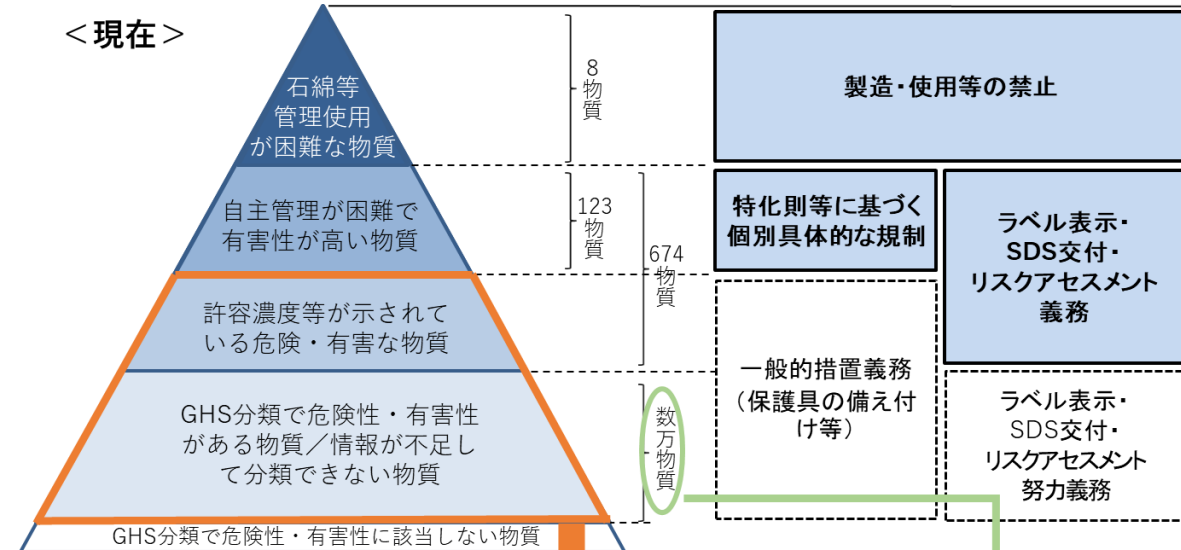 ＜現在＞
石綿等
管理使用
が困難な物質
8
物
質
製造・使用等の禁止
自主管理が困難で
有害性が高い物質
123
物
質
特化則等に基づく
個別具体的な規制
ラベル表示・
SDS交付・
リスクアセスメント
義務
674
物
質
許容濃度等が示されて
いる危険・有害な物質
一般的措置義務
（保護具の備え付
け等）
GHS分類で危険性・有害性
がある物質／情報が不足し
て分類できない物質
数
万
物
質
ラベル表示・
SDS交付・
リスクアセスメント
努力義務
GHS分類で危険性・有害性に該当しない物質